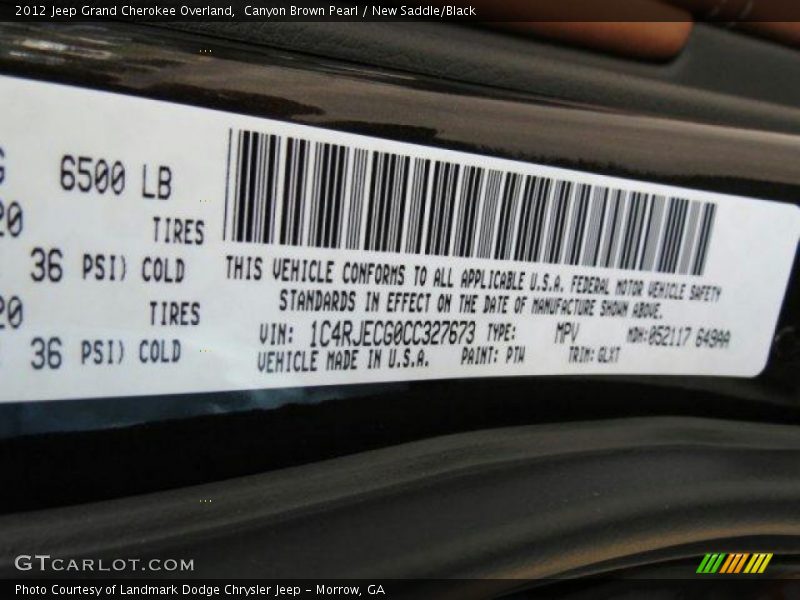 2012 Jeep Grand Cherokee Overland, Canyon Brown Pearl / New Saddle/Black
6500 LB
20 TIRES
36 PSI) COLD
20 TIRES
36 PSI) COLD
THIS VEHICLE CONFORMS TO ALL APPLICABLE U.S.A. FEDERAL MOTOR VEHICLE SAFETY
STANDARDS IN EFFECT ON THE DATE OF MANUFACTURE SHOWN ABOVE.
VIN: 1C4RJECG0CC327673 TYPE: MPV MDH:052117 649AA
VEHICLE MADE IN U.S.A. PAINT: PTW TRIM:GLXT
GTCARLOT.COM
Photo Courtesy of Landmark Dodge Chrysler Jeep - Morrow, GA